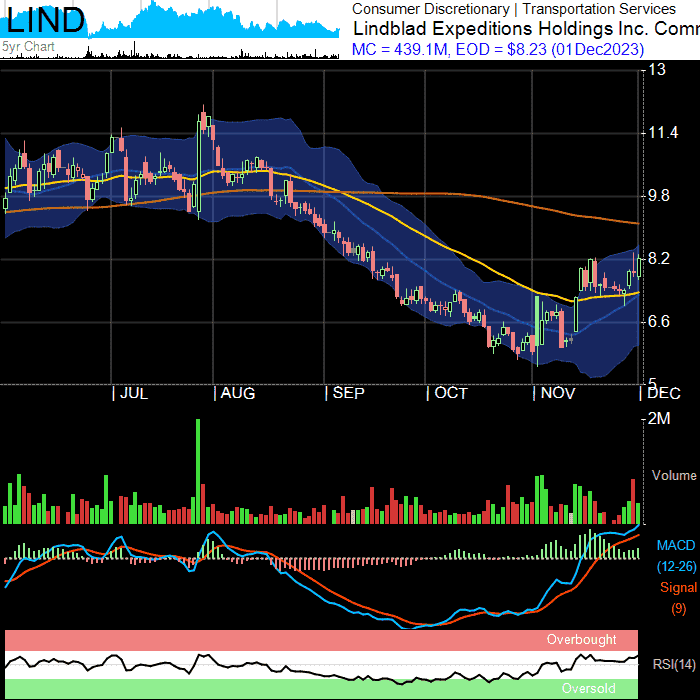 LIND
5yr Chart
Consumer Discretionary | Transportation Services
Lindblad Expeditions Holdings Inc. Comm
MC = 439.1M, EOD = $8.23 (01Dec2023)
13
11.4
9.8
8.2
6.6
5
JUL AUG SEP OCT NOV DEC
2M
Volume
MACD
(12-26)
Signal
(9)
Overbought
RSI(14)
Oversold